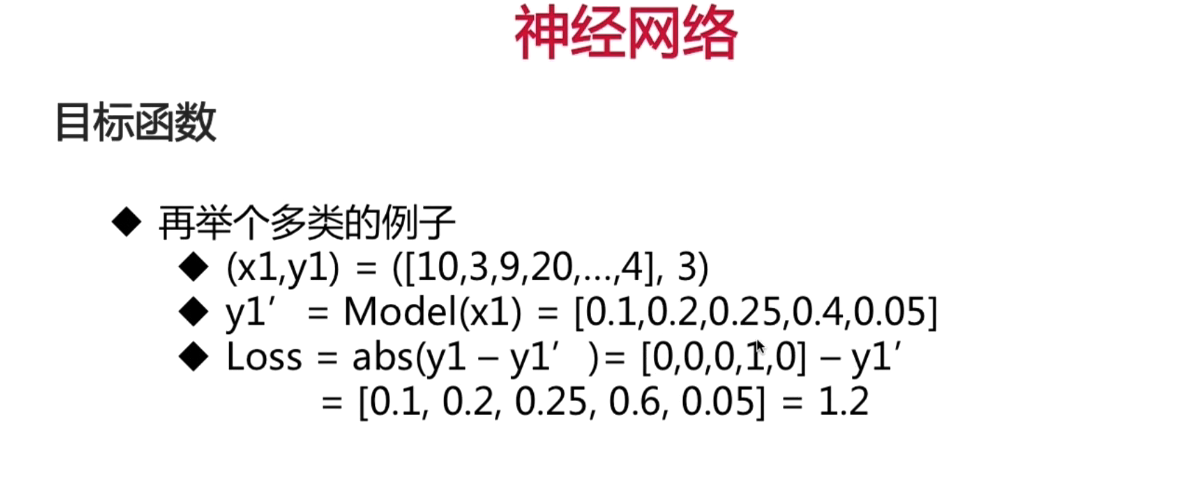 神经网络
目标函数
◆ 再举个多类的例子
◆ (x1,y1) = ([10,3,9,20,...,4], 3)
◆ y1′ = Model(x1) = [0.1,0.2,0.25,0.4,0.05]
◆ Loss = abs(y1 – y1′ )= [0,0,0,1,0] – y1′
= [0.1, 0.2, 0.25, 0.6, 0.05] = 1.2